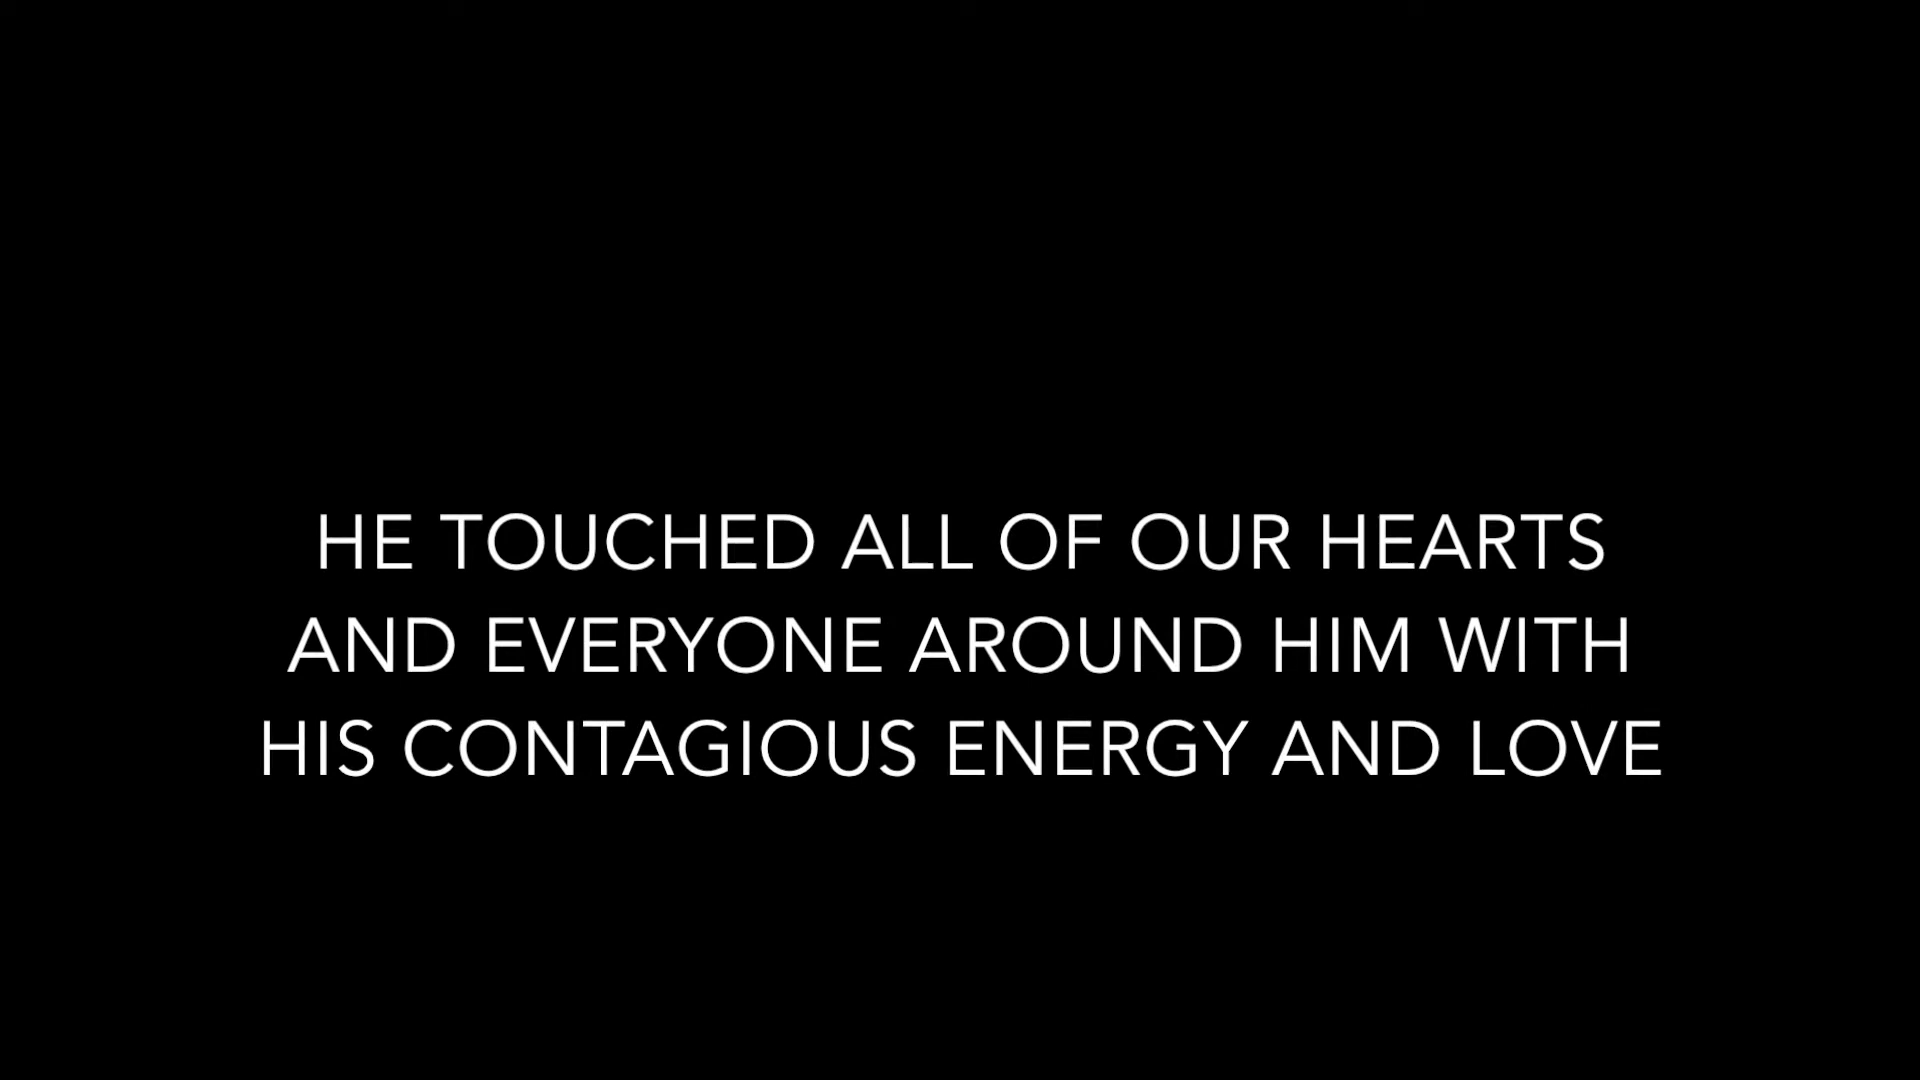 HE TOUCHED ALL OF OUR HEARTS
AND EVERYONE AROUND HIM WITH
HIS CONTAGIOUS ENERGY AND LOVE